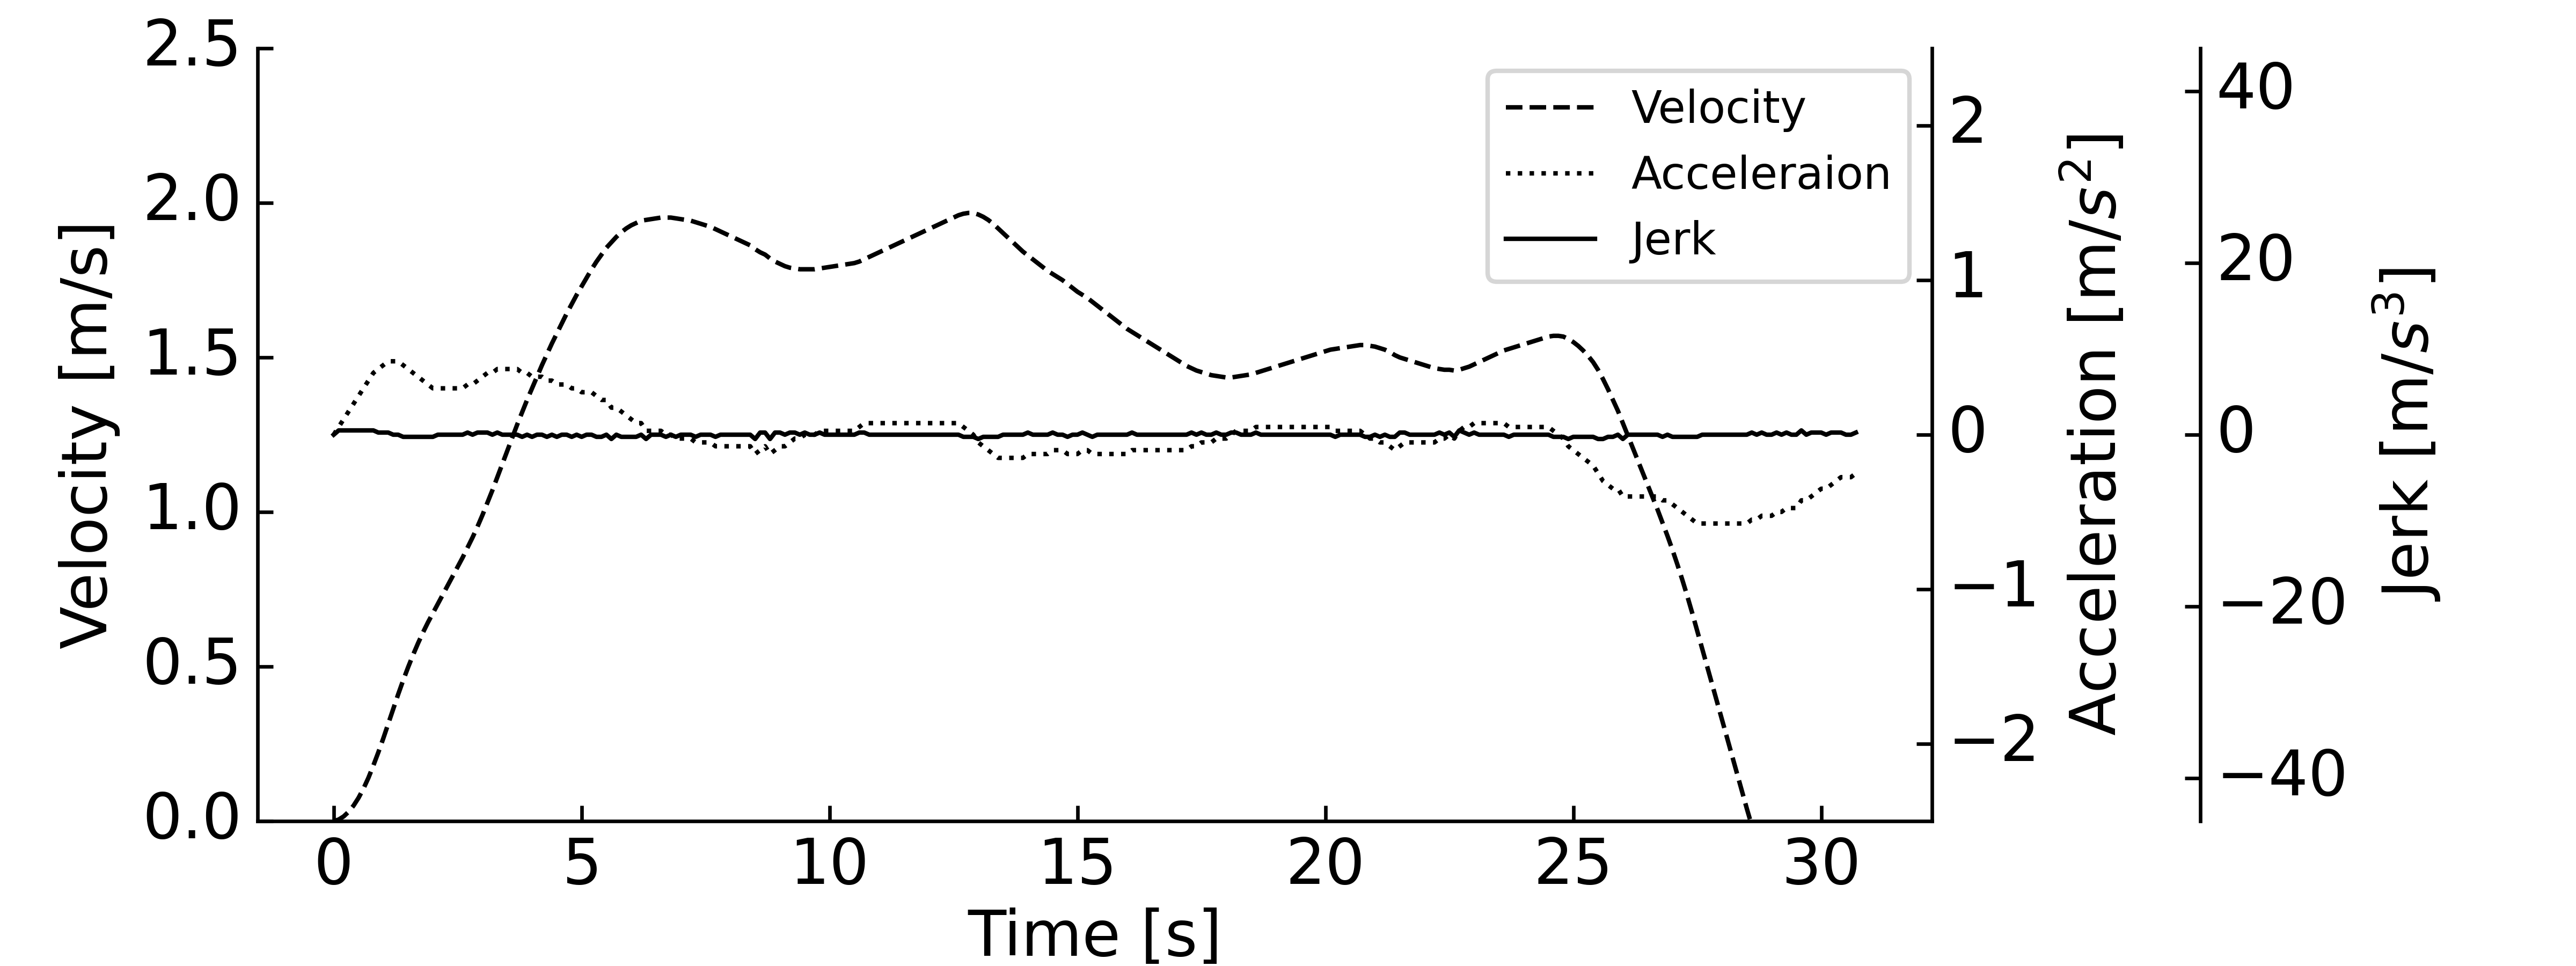 Velocity [m/s]
2.5
2.0
1.5
1.0
0.5
0.0
0 5 10 15 20 25 30
Time [s]
Velocity
Acceleraion
Jerk
2
1
0
−1
−2
Acceleration [m/s²]
40
20
0
−20
−40
Jerk [m/s³]